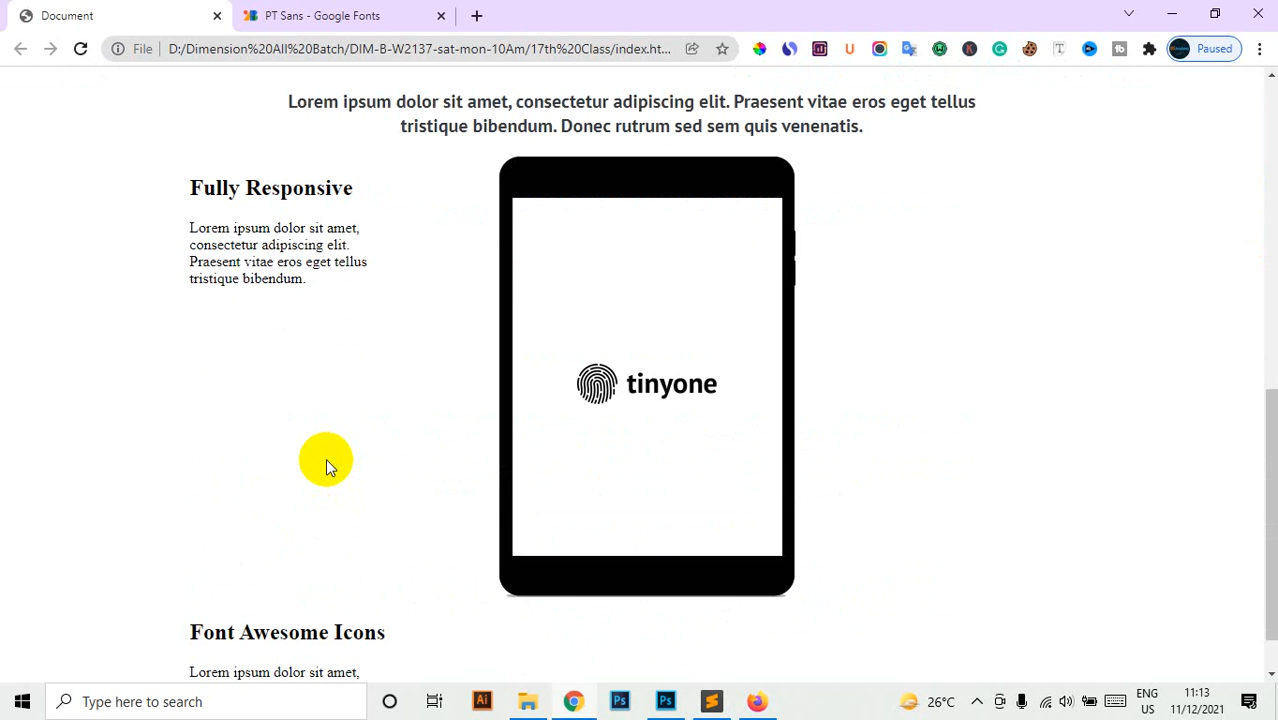 Document
PT Sans - Google Fonts
File
D:/Dimension%20All%20Batch/DIM-B-W2137-sat-mon-10Am/17th%20Class/index.ht...
Paused
Lorem ipsum dolor sit amet, consectetur adipiscing elit. Praesent vitae eros eget tellus
tristique bibendum. Donec rutrum sed sem quis venenatis.
Fully Responsive
Lorem ipsum dolor sit amet,
consectetur adipiscing elit.
Praesent vitae eros eget tellus
tristique bibendum.
tinyone
Font Awesome Icons
Lorem ipsum dolor sit amet,
Type here to search
Ai
Ps
Ps
26°C
ENG
US
11:13
11/12/2021